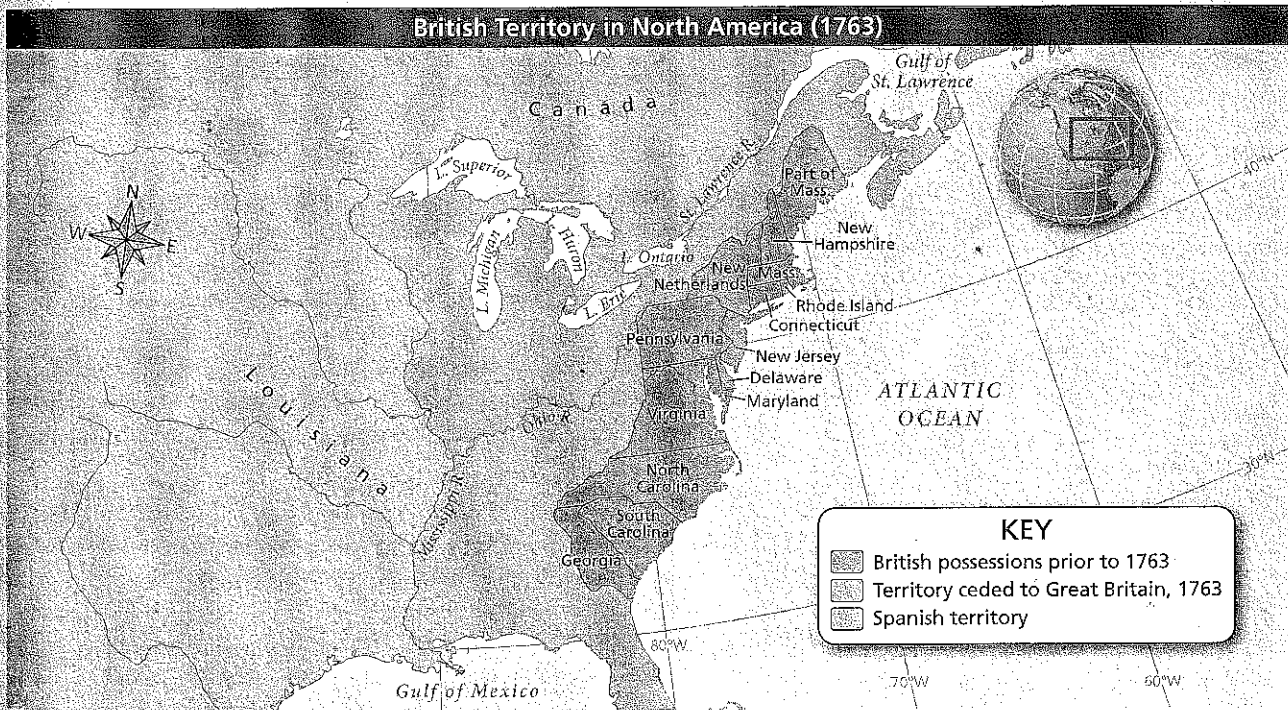 British Territory in North America (1763)
Gulf of
St. Lawrence
Canada
L. Superior
St. Lawrence R.
Part of
Mass.
40°N
N
W
E
S
New
Hampshire
L. Michigan
L. Huron
L. Ontario
L. Erie
New
Netherlands
Mass.
Rhode Island
Connecticut
Pennsylvania
New Jersey
Delaware
Maryland
ATLANTIC
OCEAN
Louisiana
Ohio R.
Virginia
30°N
North
Carolina
Mississippi R.
South
Carolina
Georgia
KEY
British possessions prior to 1763
Territory ceded to Great Britain, 1763
Spanish territory
80°W
70°W
60°W
Gulf of Mexico